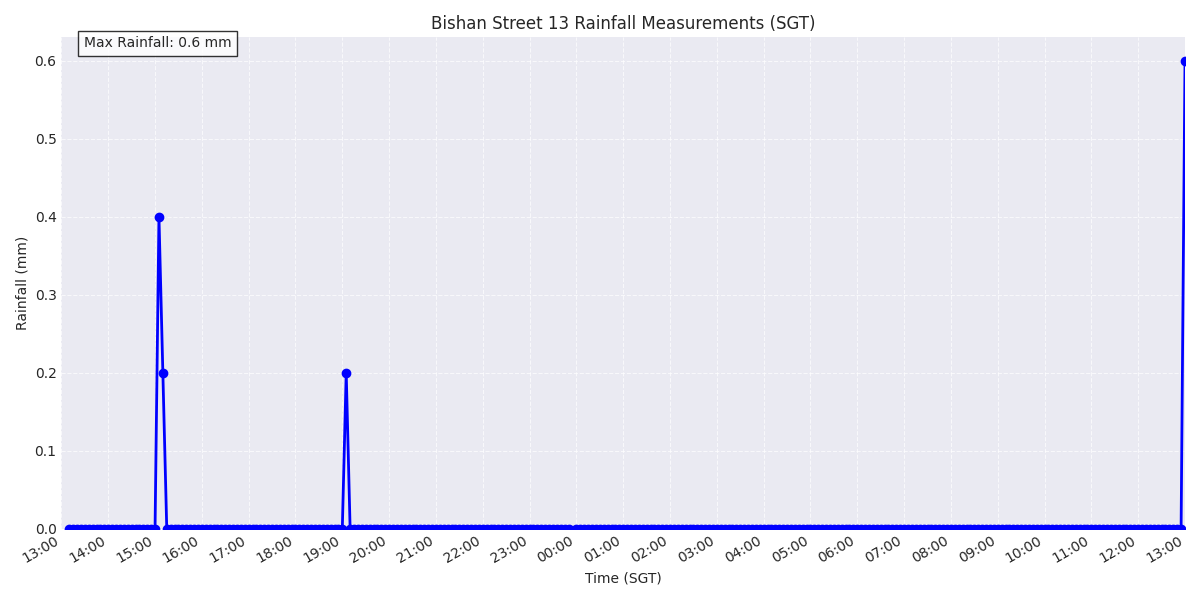 Bishan Street 13 Rainfall Measurements (SGT)
Max Rainfall: 0.6 mm
0.6
0.5
0.4
0.3
0.2
0.1
0.0
Rainfall (mm)
13:00 14:00 15:00 16:00 17:00 18:00 19:00 20:00 21:00 22:00 23:00 00:00 01:00 02:00 03:00 04:00 05:00 06:00 07:00 08:00 09:00 10:00 11:00 12:00 13:00
Time (SGT)